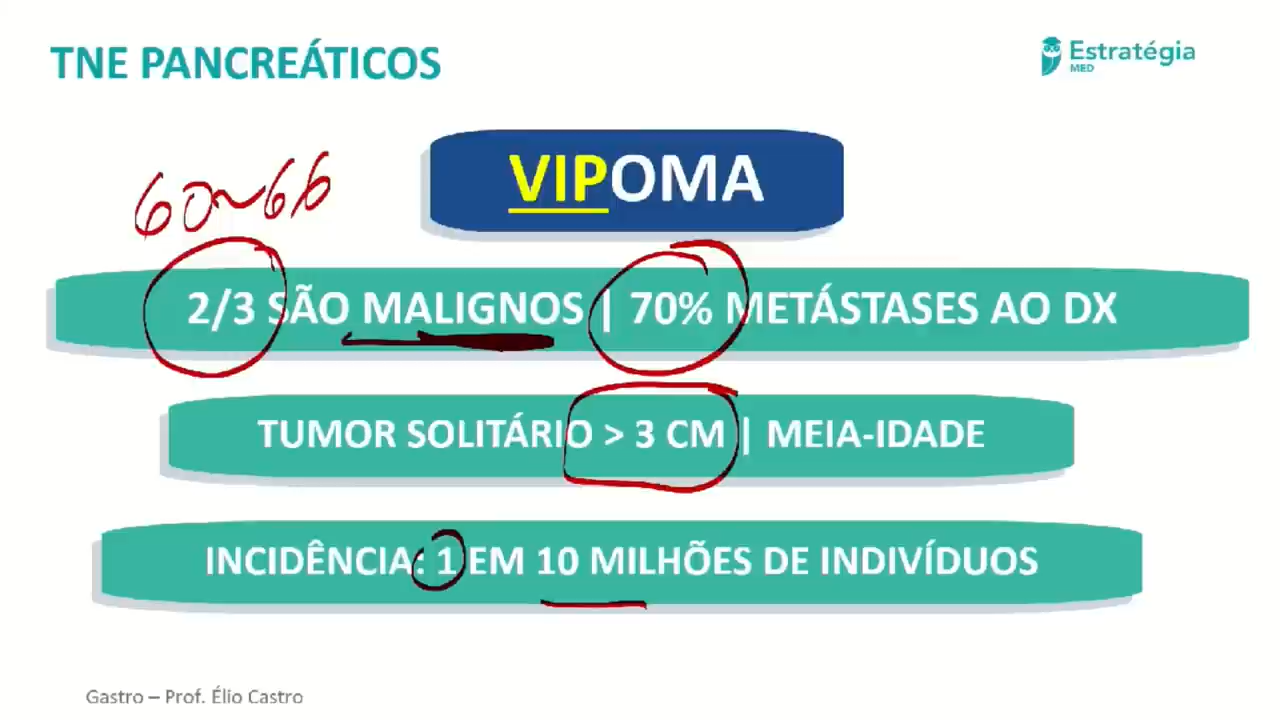 TNE PANCREÁTICOS
Estratégia
MED
VIPOMA
60~66
2/3 SÃO MALIGNOS | 70% METÁSTASES AO DX
TUMOR SOLITÁRIO > 3 CM | MEIA-IDADE
INCIDÊNCIA: 1 EM 10 MILHÕES DE INDIVÍDUOS
Gastro – Prof. Élio Castro